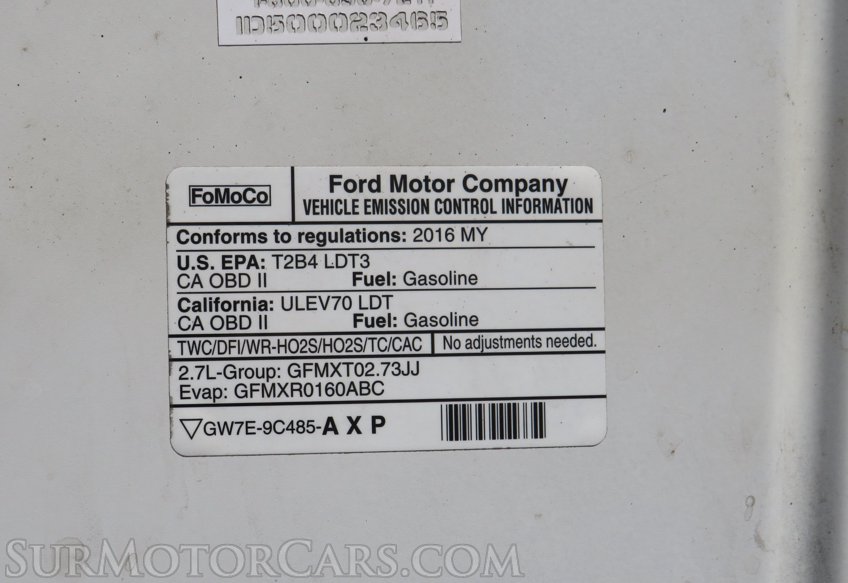 1D5000023465
FoMoCo
Ford Motor Company
VEHICLE EMISSION CONTROL INFORMATION
Conforms to regulations: 2016 MY
U.S. EPA: T2B4 LDT3
CA OBD II Fuel: Gasoline
California: ULEV70 LDT
CA OBD II Fuel: Gasoline
TWC/DFI/WR-HO2S/HO2S/TC/CAC No adjustments needed.
2.7L-Group: GFMXT02.73JJ
Evap: GFMXR0160ABC
GW7E-9C485-A X P
SurMotorCars.com